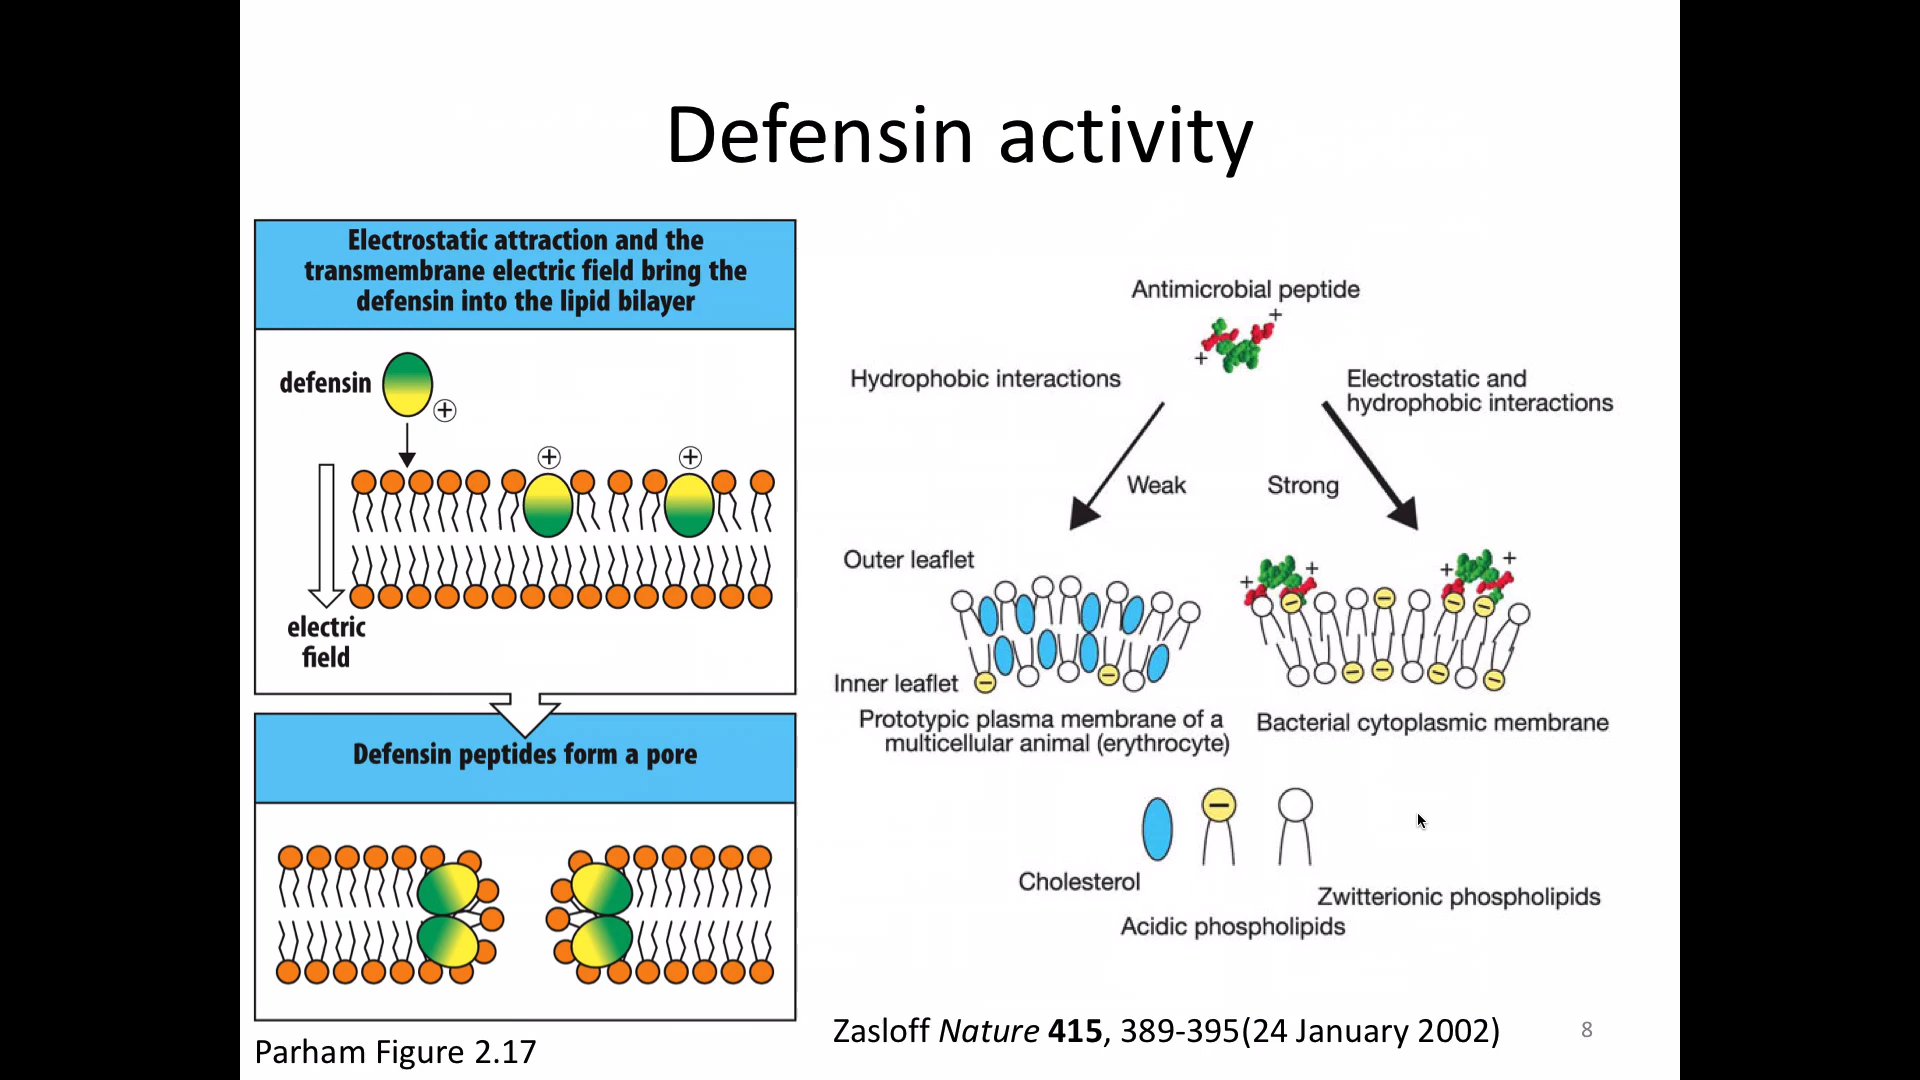 Defensin activity
Electrostatic attraction and the
transmembrane electric field bring the
defensin into the lipid bilayer
defensin
+
+
+
electric
field
Defensin peptides form a pore
Parham Figure 2.17
Antimicrobial peptide
+
+
Hydrophobic interactions
Electrostatic and
hydrophobic interactions
Weak
Strong
Outer leaflet
+
+
+
+
−
−
−
−
Inner leaflet
−
−
−
−
−
−
Prototypic plasma membrane of a
multicellular animal (erythrocyte)
Bacterial cytoplasmic membrane
−
Cholesterol
Zwitterionic phospholipids
Acidic phospholipids
Zasloff Nature 415, 389-395(24 January 2002)
8